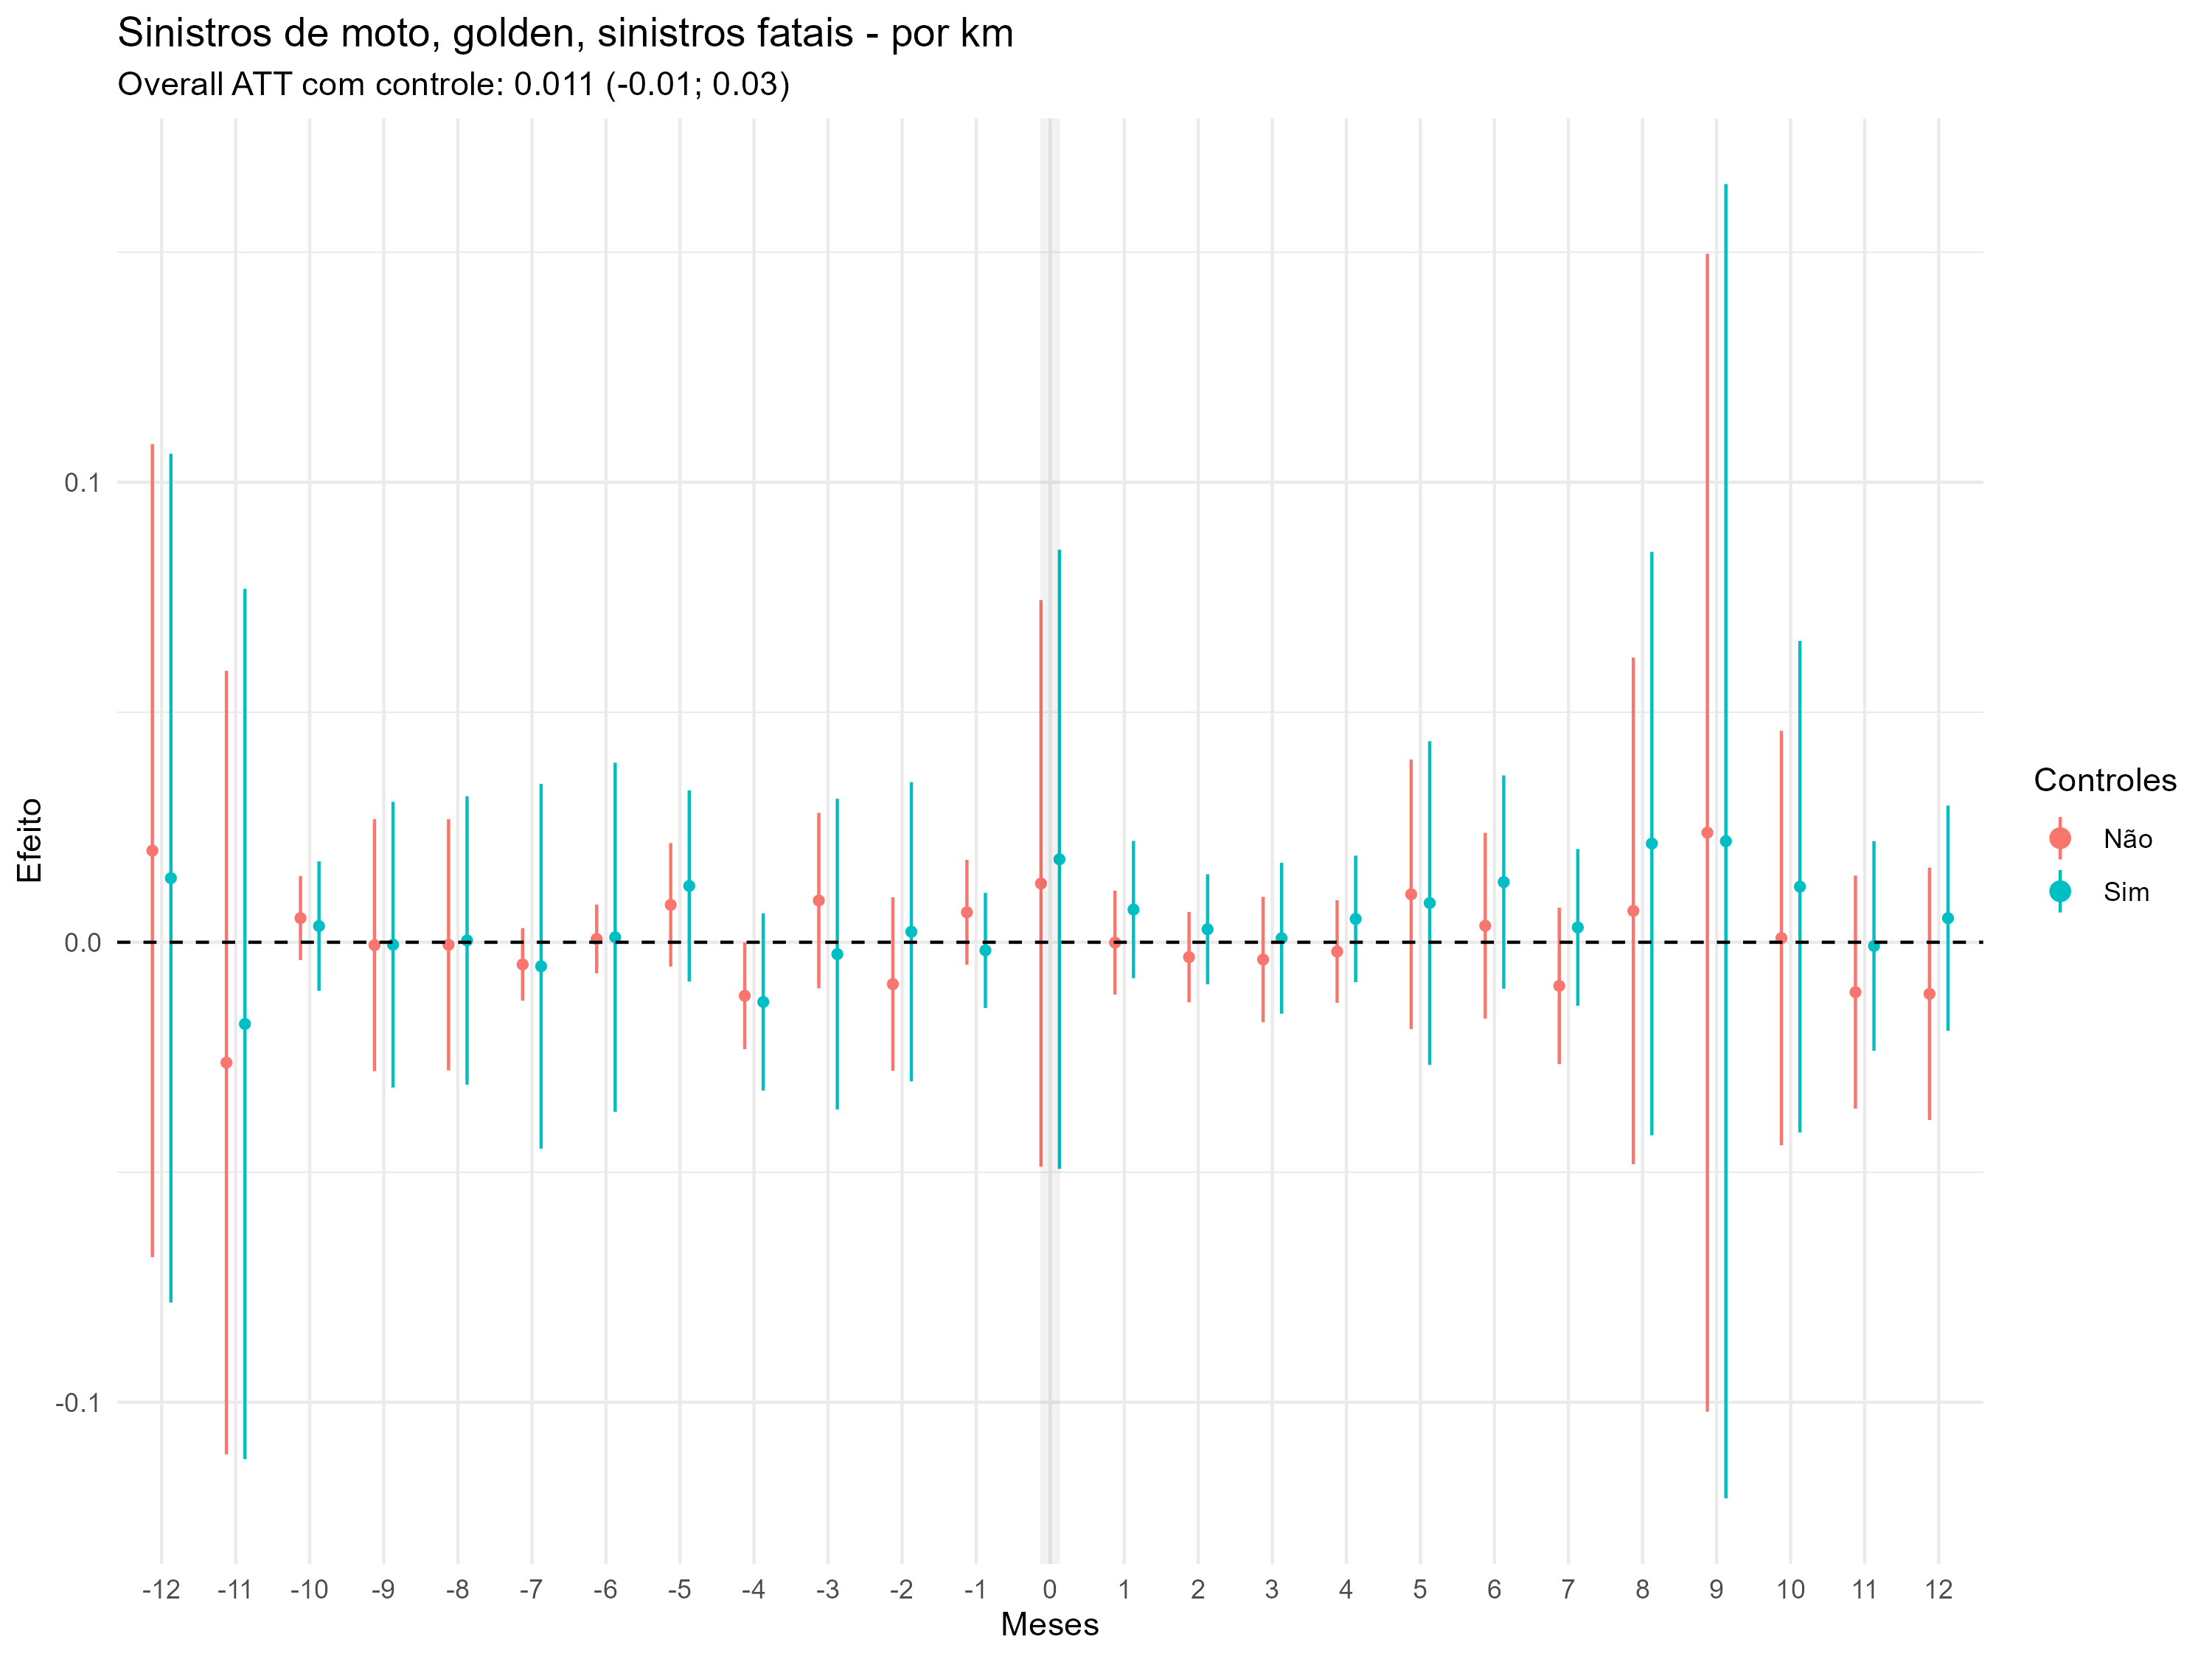 Sinistros de moto, golden, sinistros fatais - por km
Overall ATT com controle: 0.011 (-0.01; 0.03)
Efeito
0.1
0.0
-0.1
-12 -11 -10 -9 -8 -7 -6 -5 -4 -3 -2 -1 0 1 2 3 4 5 6 7 8 9 10 11 12
Meses
Controles
Não
Sim